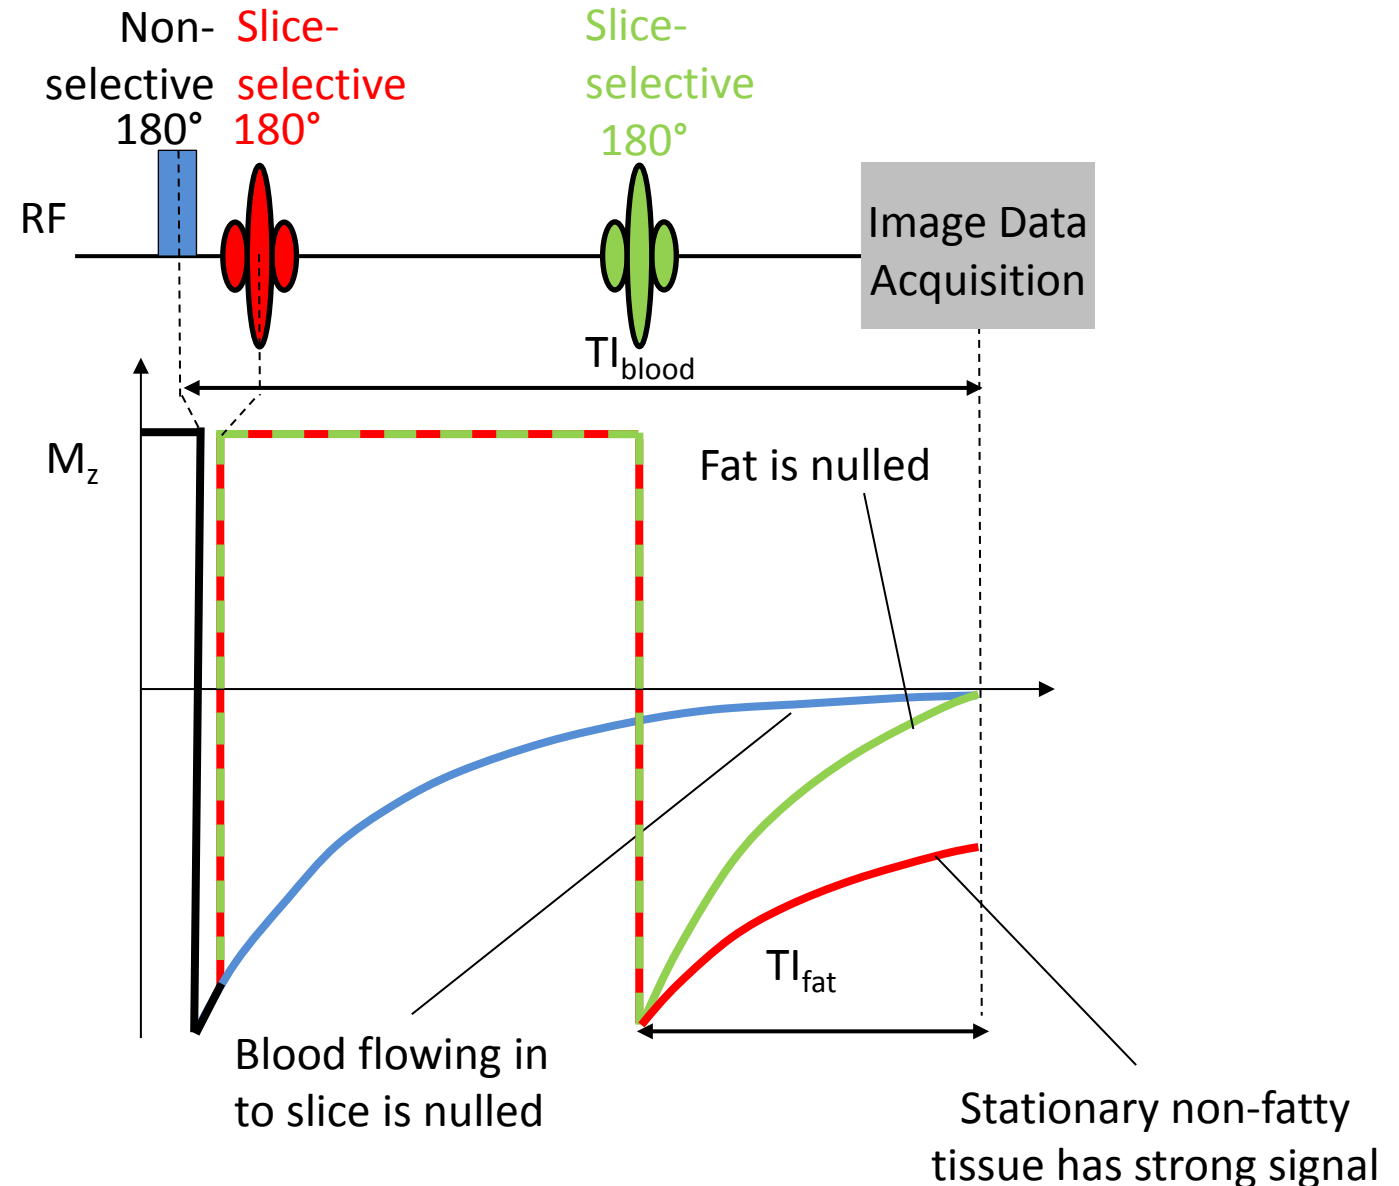 Non-
selective
180°
Slice-
selective
180°
Slice-
selective
180°
RF
Image Data
Acquisition
TIblood
Mz
Fat is nulled
TIfat
Blood flowing in
to slice is nulled
Stationary non-fatty
tissue has strong signal